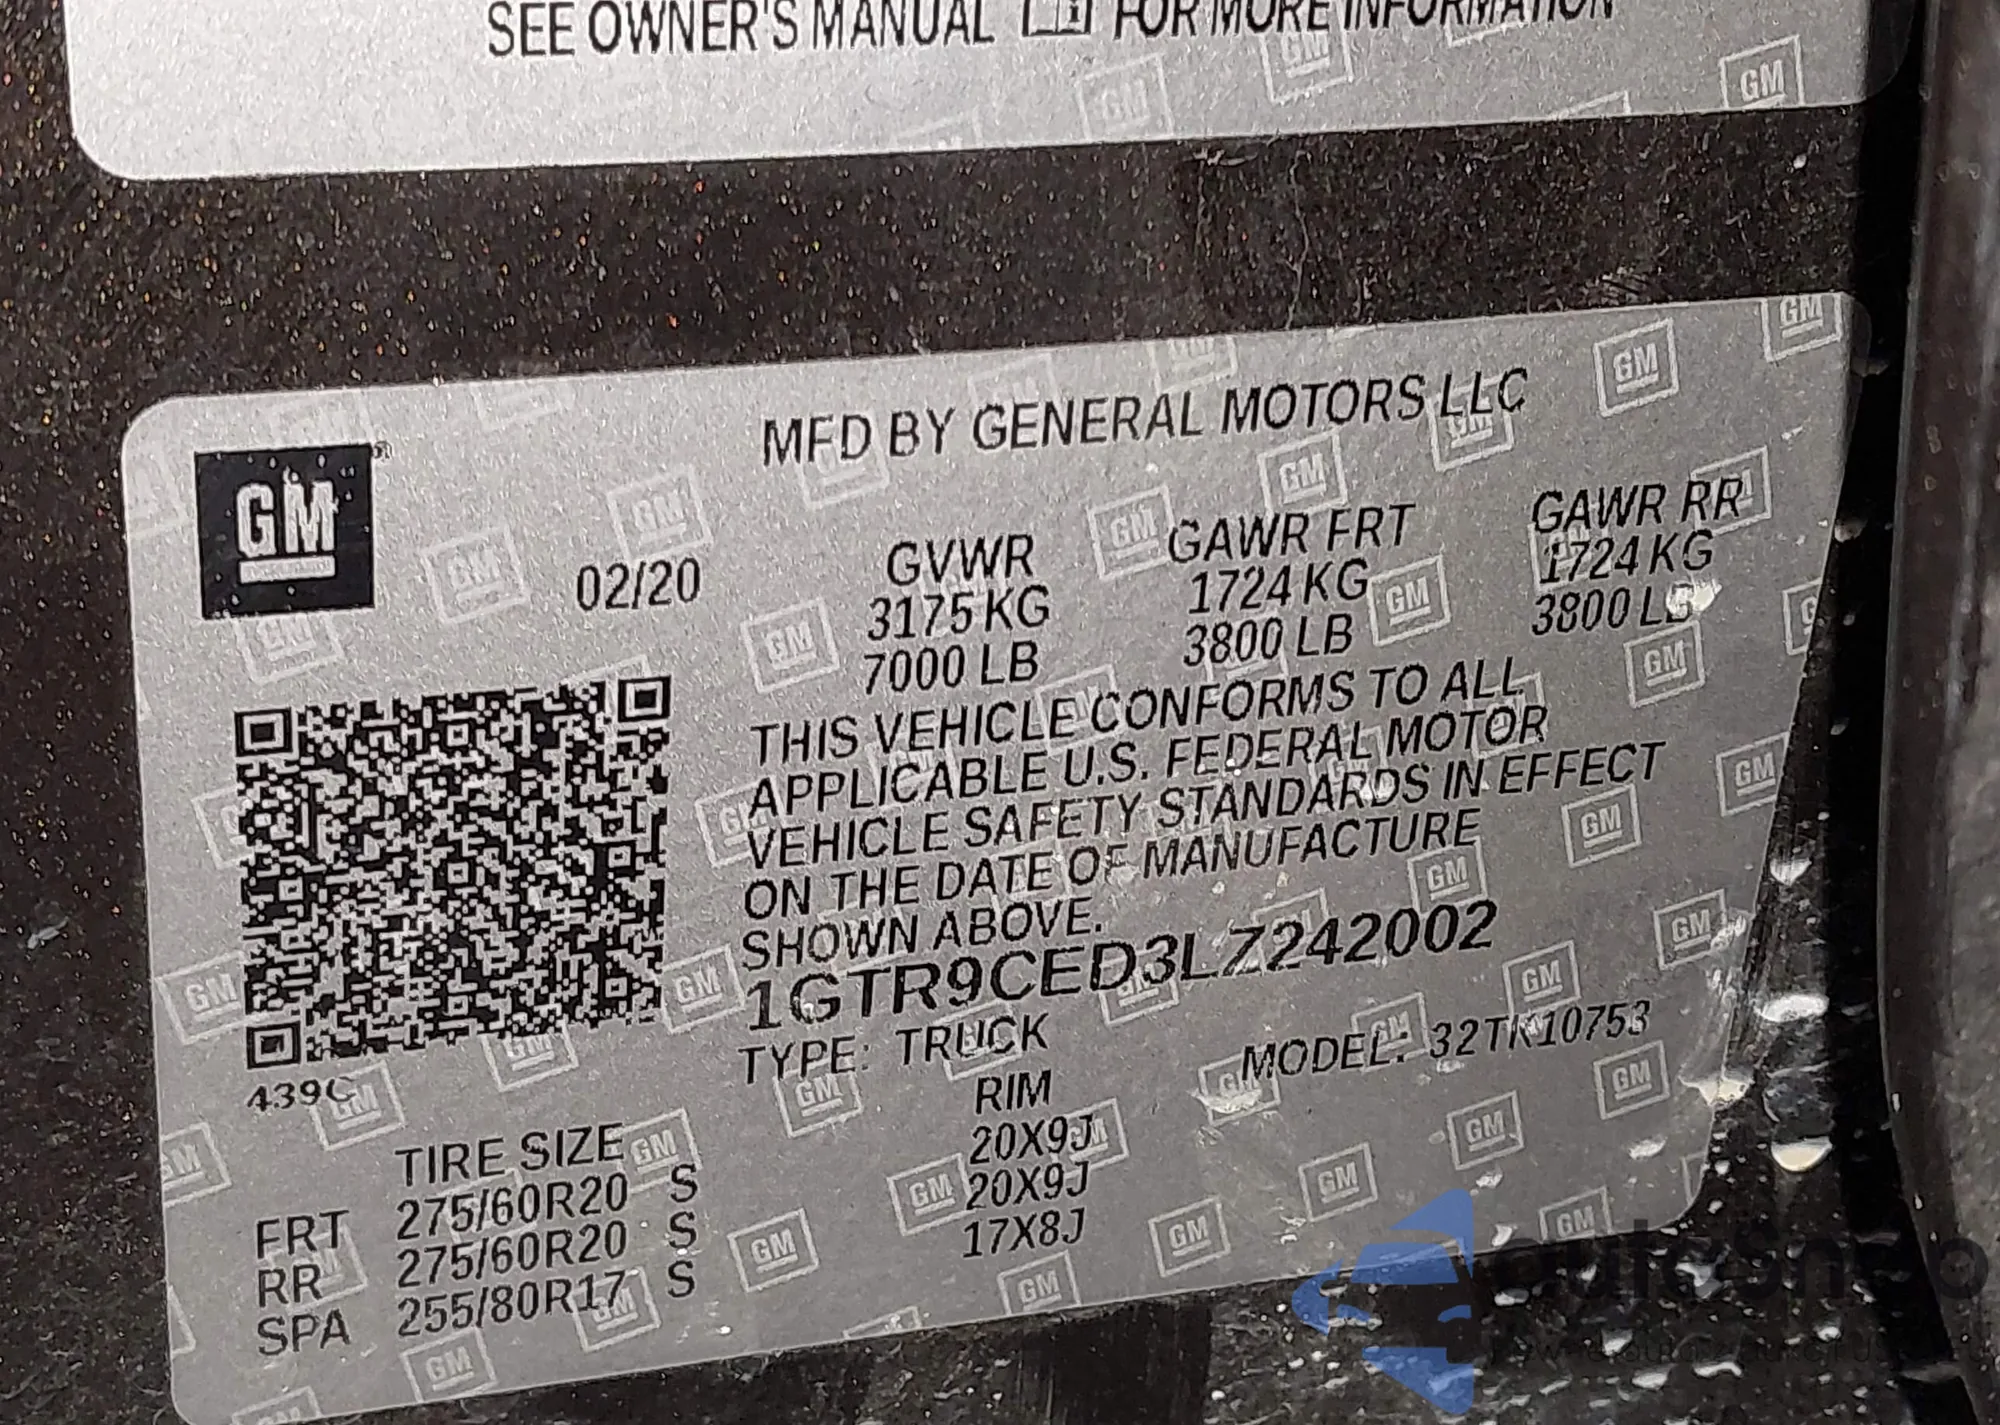 SEE OWNER'S MANUAL FOR MORE INFORMATION
MFD BY GENERAL MOTORS LLC
GM
02/20
GVWR GAWR FRT GAWR RR
3175 KG 1724 KG 1724 KG
7000 LB 3800 LB 3800 LB
THIS VEHICLE CONFORMS TO ALL
APPLICABLE U.S. FEDERAL MOTOR
VEHICLE SAFETY STANDARDS IN EFFECT
ON THE DATE OF MANUFACTURE
SHOWN ABOVE.
1GTR9CED3LZ242002
TYPE: TRUCK MODEL: 32TK10753
439C
TIRE SIZE RIM
FRT 275/60R20 S 20X9J
RR 275/60R20 S 20X9J
SPA 255/80R17 S 17X8J